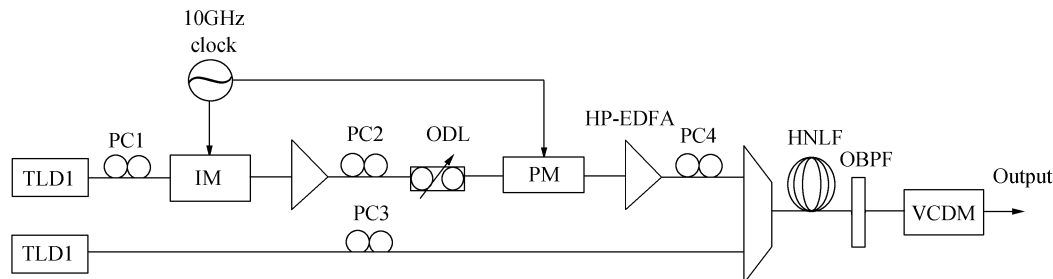 10GHz
clock
PC1
PC2
ODL
HP-EDFA
PC4
HNLF
OBPF
TLD1
IM
PM
VCDM
Output
PC3
TLD1